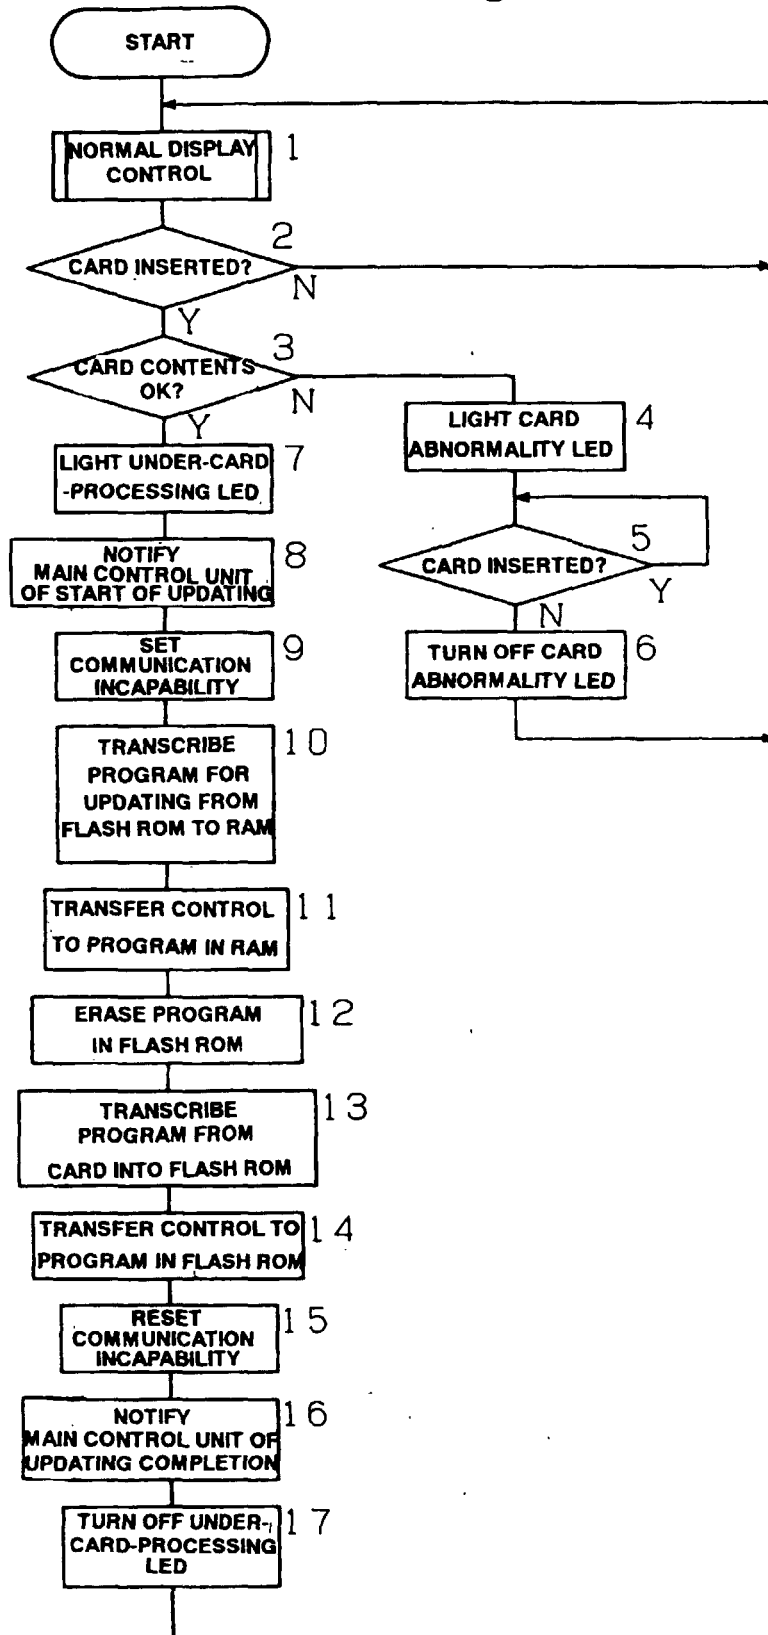 START
NORMAL DISPLAY
CONTROL
1
CARD INSERTED?
2
N
Y
CARD CONTENTS
OK?
3
N
Y
LIGHT CARD
ABNORMALITY LED
4
CARD INSERTED?
5
Y
N
TURN OFF CARD
ABNORMALITY LED
6
LIGHT UNDER-CARD
-PROCESSING LED
7
NOTIFY
MAIN CONTROL UNIT
OF START OF UPDATING
8
SET
COMMUNICATION
INCAPABILITY
9
TRANSCRIBE
PROGRAM FOR
UPDATING FROM
FLASH ROM TO RAM
10
TRANSFER CONTROL
TO PROGRAM IN RAM
11
ERASE PROGRAM
IN FLASH ROM
12
TRANSCRIBE
PROGRAM FROM
CARD INTO FLASH ROM
13
TRANSFER CONTROL TO
PROGRAM IN FLASH ROM
14
RESET
COMMUNICATION
INCAPABILITY
15
NOTIFY
MAIN CONTROL UNIT OF
UPDATING COMPLETION
16
TURN OFF UNDER-
CARD-PROCESSING
LED
17